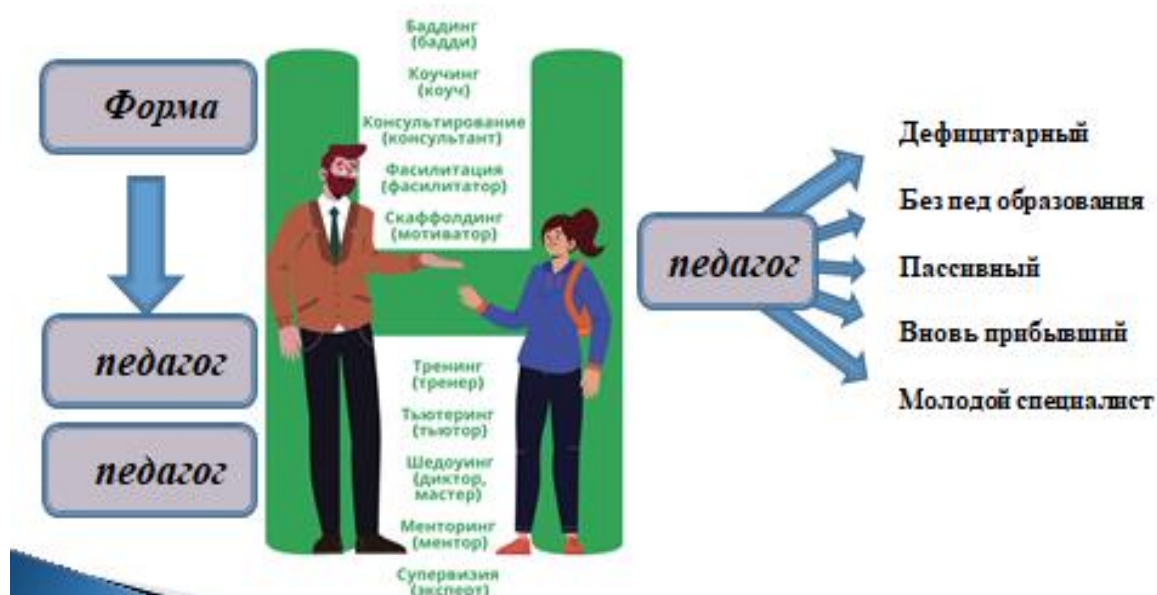 Форма
педагог
педагог
Баддинг
(бадди)
Коучинг
(коуч)
Консультирование
(консультант)
Фасилитация
(фасилитатор)
Скаффолдинг
(мотиватор)
Тренинг
(тренер)
Тьютеринг
(тьютор)
Шедоуинг
(диктор,
мастер)
Менторинг
(ментор)
Супервизия
(эксперт)
педагог
Дефицитарный
Без пед образования
Пассивный
Вновь прибывший
Молодой специалист